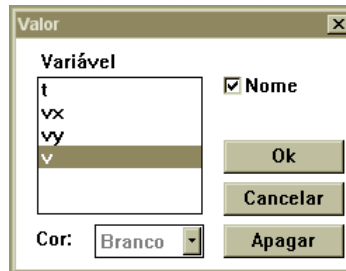 Valor
Variável
t
vx
vy
v
Nome
Ok
Cancelar
Cor:
Branco
Apagar